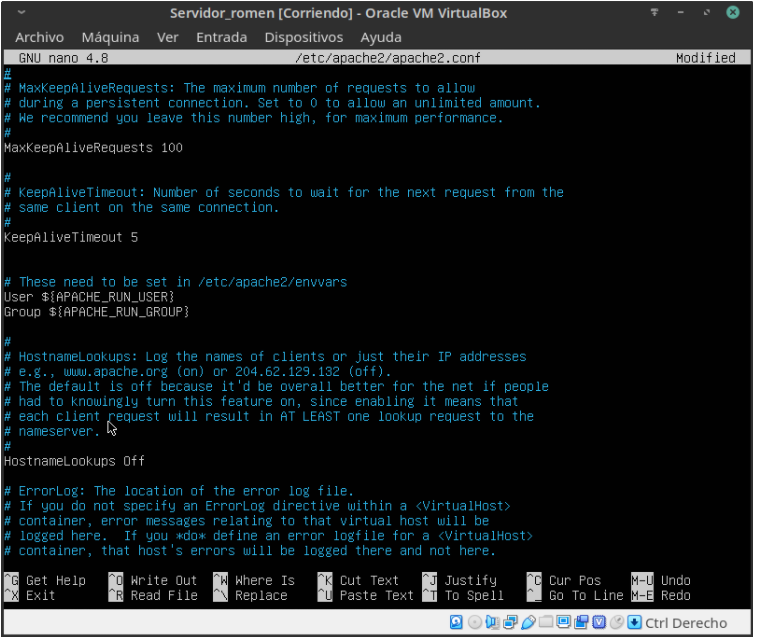 Servidor_romen [Corriendo] - Oracle VM VirtualBox
Archivo Máquina Ver Entrada Dispositivos Ayuda
GNU nano 4.8 /etc/apache2/apache2.conf Modified
#
# MaxKeepAliveRequests: The maximum number of requests to allow
# during a persistent connection. Set to 0 to allow an unlimited amount.
# We recommend you leave this number high, for maximum performance.
#
MaxKeepAliveRequests 100
#
# KeepAliveTimeout: Number of seconds to wait for the next request from the
# same client on the same connection.
#
KeepAliveTimeout 5
# These need to be set in /etc/apache2/envvars
User ${APACHE_RUN_USER}
Group ${APACHE_RUN_GROUP}
#
# HostnameLookups: Log the names of clients or just their IP addresses
# e.g., www.apache.org (on) or 204.62.129.132 (off).
# The default is off because it'd be overall better for the net if people
# had to knowingly turn this feature on, since enabling it means that
# each client request will result in AT LEAST one lookup request to the
# nameserver.
#
HostnameLookups Off
# ErrorLog: The location of the error log file.
# If you do not specify an ErrorLog directive within a <VirtualHost>
# container, error messages relating to that virtual host will be
# logged here.  If you *do* define an error logfile for a <VirtualHost>
# container, that host's errors will be logged there and not here.
^G Get Help ^O Write Out ^W Where Is ^K Cut Text ^J Justify ^C Cur Pos M-U Undo
^X Exit ^R Read File ^\ Replace ^U Paste Text ^T To Spell ^_ Go To Line M-E Redo
Ctrl Derecho